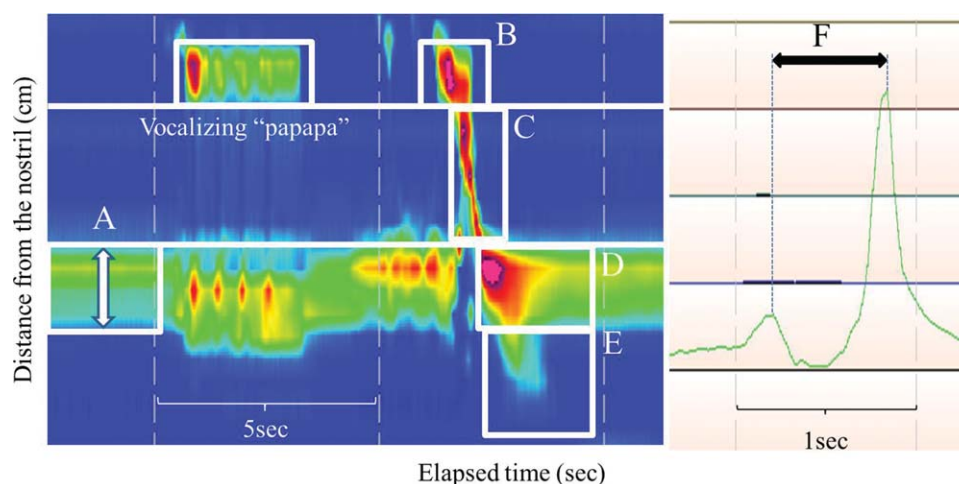 B
F
Vocalizing “papapa”
C
A
D
E
5sec
1sec
Distance from the nostril (cm)
Elapsed time (sec)